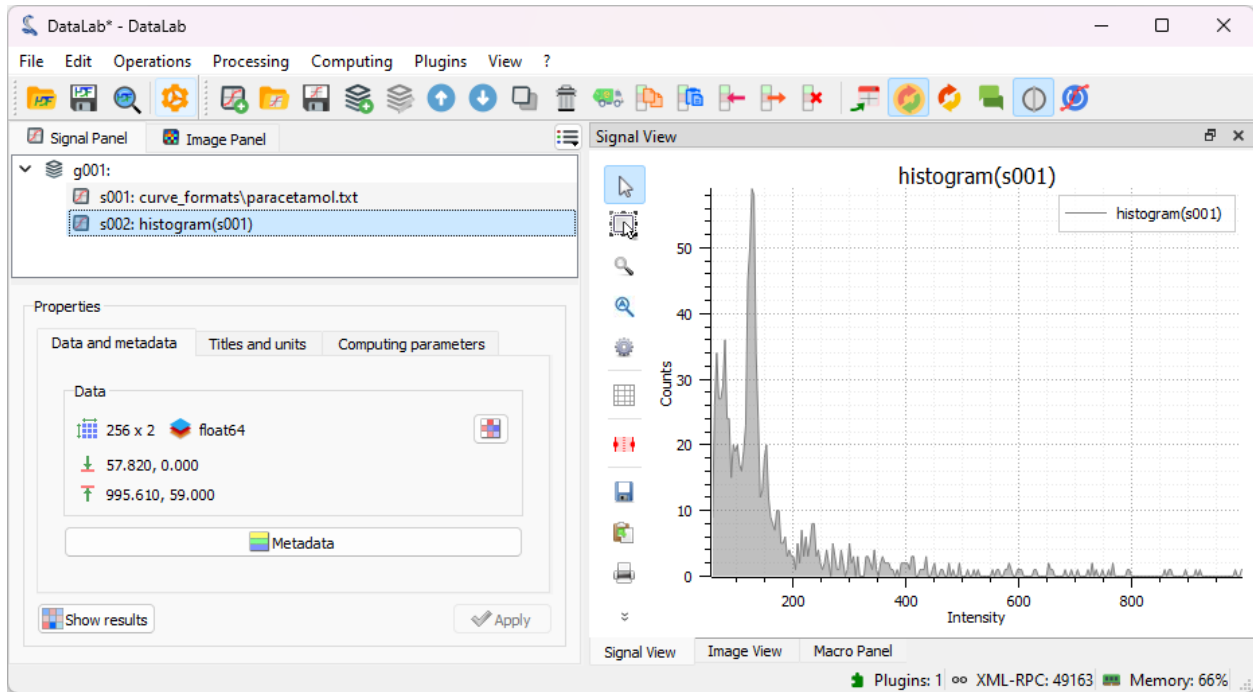 DataLab* - DataLab
File Edit Operations Processing Computing Plugins View ?
Signal Panel Image Panel
g001:
s001: curve_formats\paracetamol.txt
s002: histogram(s001)
Properties
Data and metadata Titles and units Computing parameters
Data
256 x 2 float64
57.820, 0.000
995.610, 59.000
Metadata
Show results Apply
Signal View
histogram(s001)
histogram(s001)
50
40
30
20
10
0
Counts
200 400 600 800
Intensity
Signal View Image View Macro Panel
Plugins: 1 XML-RPC: 49163 Memory: 66%